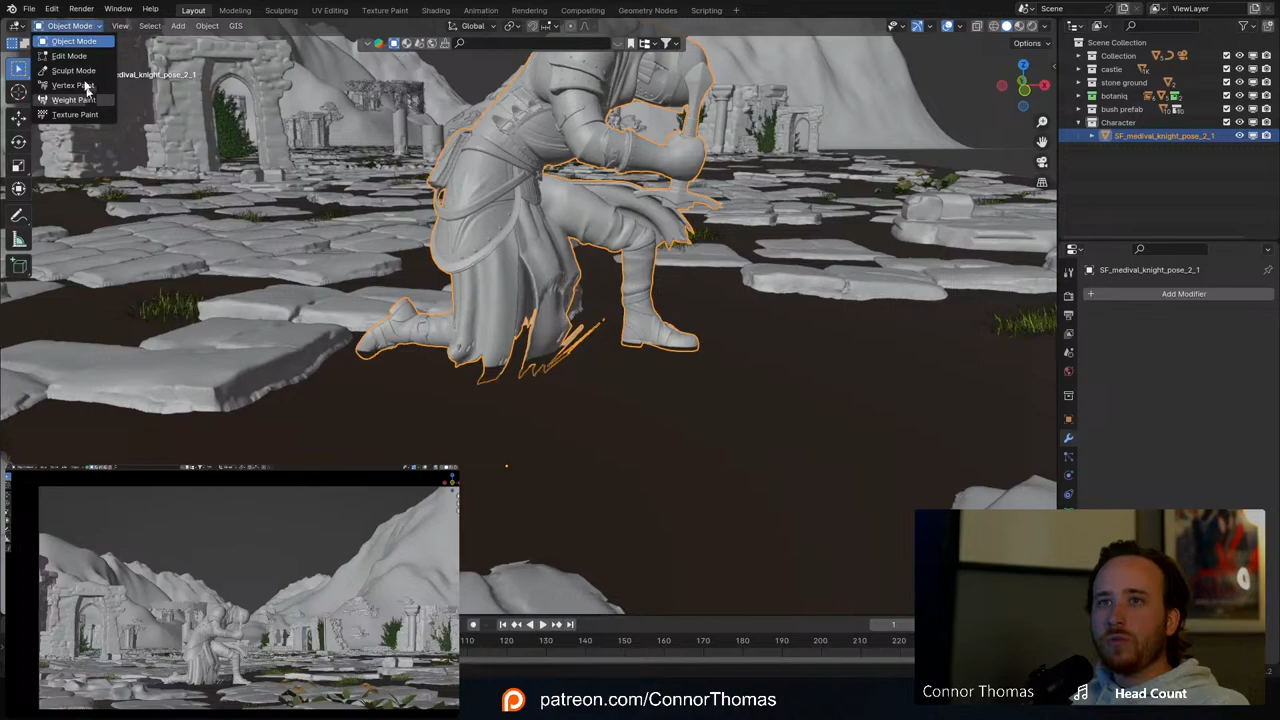 File Edit Render Window Help
Layout Modeling Sculpting UV Editing Texture Paint Shading Animation Rendering Compositing Geometry Nodes Scripting
Scene ViewLayer
Object Mode View Select Add Object GIS
Global
Object Mode
Edit Mode
Sculpt Mode
Vertex
Weight Paint
Texture Paint
edival_knight_pose_2_1
Options
Scene Collection
Collection
castle
stone ground
botaniq
bush prefab
Character
SF_medival_knight_pose_2_1
SF_medival_knight_pose_2_1
Add Modifier
1
110 120 130 140 150 160 170 180 190 200 210 220
patreon.com/ConnorThomas
Connor Thomas
Head Count